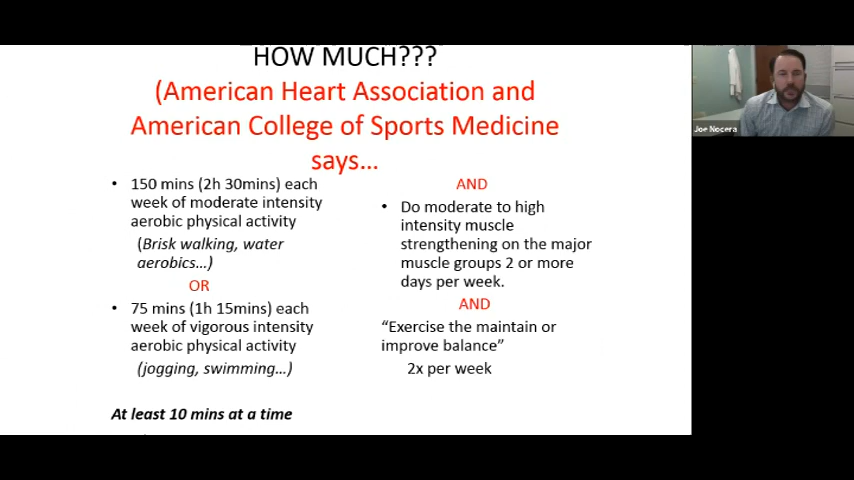 HOW MUCH???
(American Heart Association and
American College of Sports Medicine
says...
• 150 mins (2h 30mins) each
week of moderate intensity
aerobic physical activity
(Brisk walking, water
aerobics...)
OR
• 75 mins (1h 15mins) each
week of vigorous intensity
aerobic physical activity
(jogging, swimming...)
At least 10 mins at a time
AND
• Do moderate to high
intensity muscle
strengthening on the major
muscle groups 2 or more
days per week.
AND
“Exercise the maintain or
improve balance”
2x per week
Joe Nocera